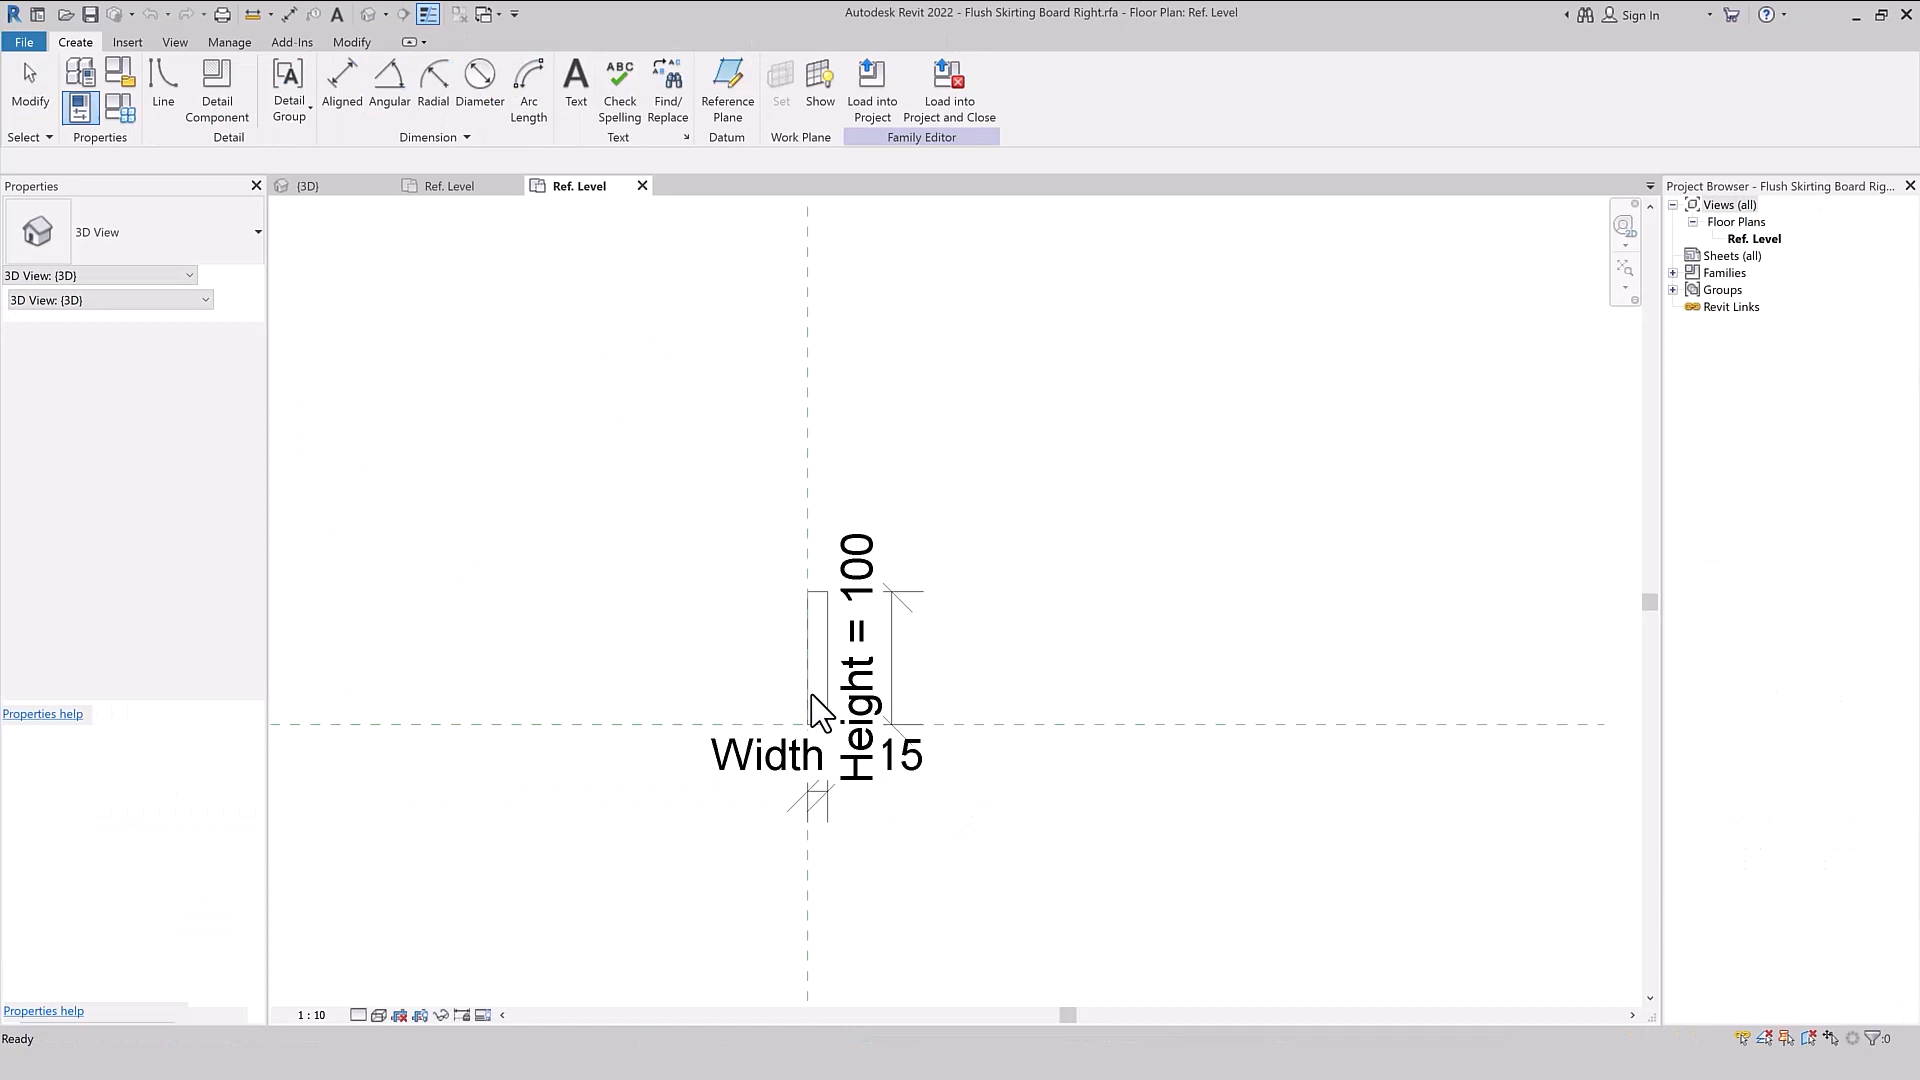 Autodesk Revit 2022 - Flush Skirting Board Right.rfa - Floor Plan: Ref. Level
Sign In
File Create Insert View Manage Add-Ins Modify
Modify
Line
Detail Component
Detail Group
Aligned
Angular
Radial
Diameter
Arc Length
Text
Check Spelling
Find/ Replace
Reference Plane
Set
Show
Load into Project
Load into Project and Close
Select
Properties
Detail
Dimension
Text
Datum
Work Plane
Family Editor
Properties
{3D}
Ref. Level
Ref. Level
Project Browser - Flush Skirting Board Rig...
3D View
3D View: {3D}
3D View: {3D}
Views (all)
Floor Plans
Ref. Level
Sheets (all)
Families
Groups
Revit Links
Height = 100
Width
15
Properties help
Properties help
1 : 10
Ready
:0